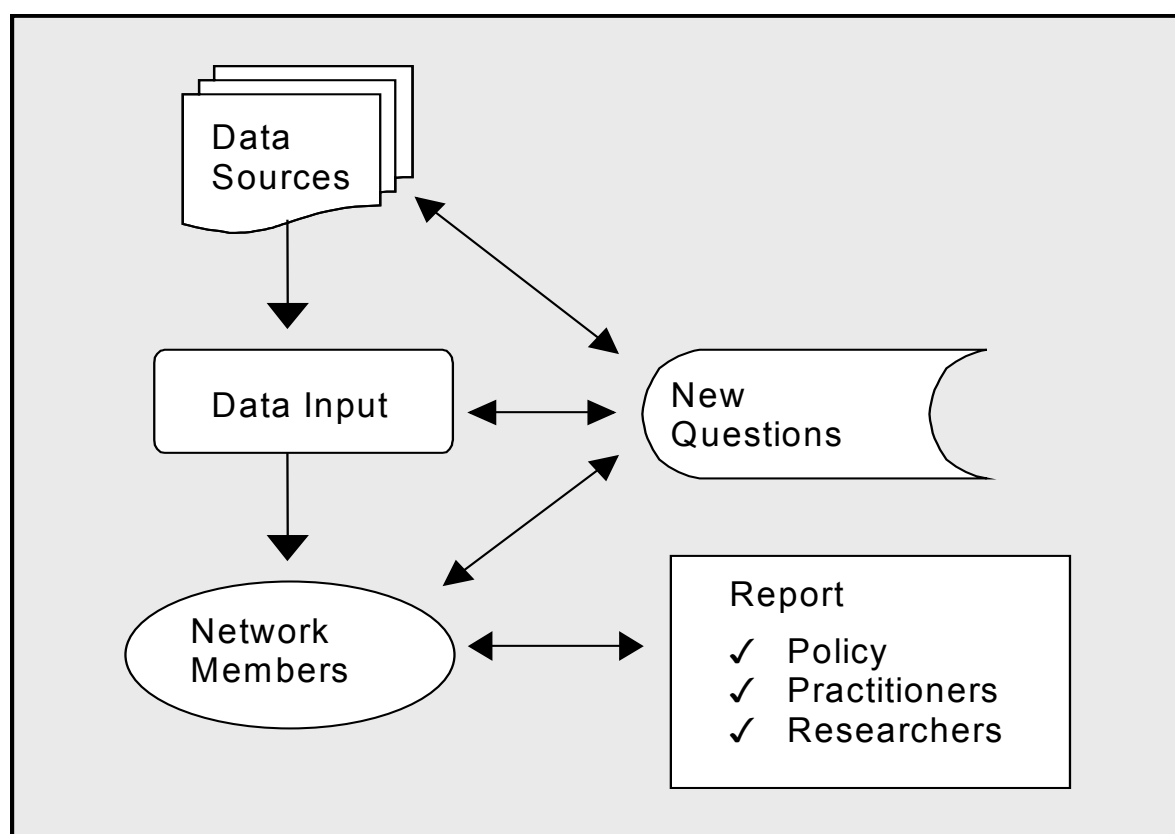 Data
Sources
Data Input
New
Questions
Network
Members
Report
✓ Policy
✓ Practitioners
✓ Researchers